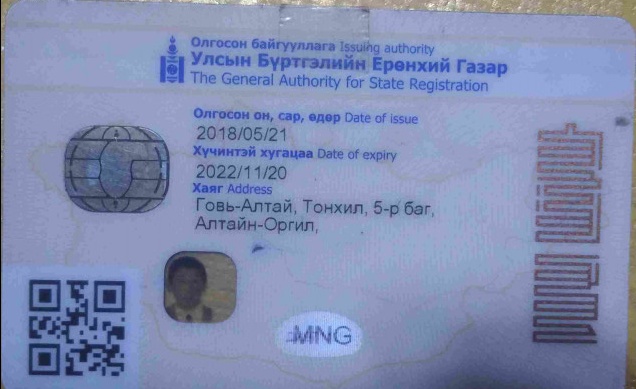 Олгосон байгууллага Issuing authority
Улсын Бүртгэлийн Ерөнхий Газар
The General Authority for State Registration
Олгосон он, сар, өдөр Date of issue
2018/05/21
Хүчинтэй хугацаа Date of expiry
2022/11/20
Хаяг Address
Говь-Алтай, Тонхил, 5-р баг,
Алтайн-Оргил,
MNG